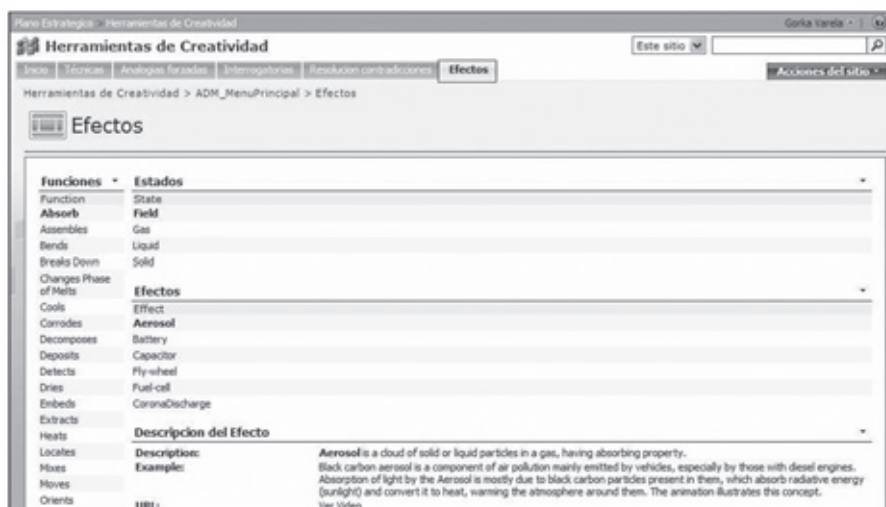 Plano Estrategico > Herramientas de Creatividad
Gorka Varela
Herramientas de Creatividad
Este sitio
Inicio Técnicas Analogias forzadas Interrogatorios Resolucion contradicciones Efectos
Acciones del sitio
Herramientas de Creatividad > ADM_MenuPrincipal > Efectos
Efectos
Funciones
Function
Absorb
Assembles
Bends
Breaks Down
Changes Phase
of Melts
Cools
Corrodes
Decomposes
Deposits
Detects
Dries
Embeds
Extracts
Heats
Locates
Mixes
Moves
Orients
Estados
State
Field
Gas
Liquid
Solid
Efectos
Effect
Aerosol
Battery
Capacitor
Fly-wheel
Fuel-cell
CoronaDischarge
Descripcion del Efecto
Description: Aerosol is a cloud of solid or liquid particles in a gas, having absorbing property.
Example: Black carbon aerosol is a component of air pollution mainly emitted by vehicles, especially by those with diesel engines.
Absorption of light by the Aerosol is mostly due to black carbon particles present in them, which absorb radiative energy
(sunlight) and convert it to heat, warming the atmosphere around them. The animation illustrates this concept.
URL: Ver Video